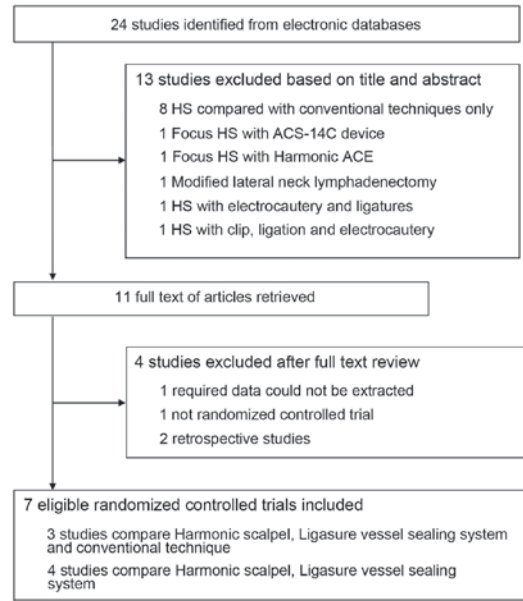 24 studies identified from electronic databases
13 studies excluded based on title and abstract
8 HS compared with conventional techniques only
1 Focus HS with ACS-14C device
1 Focus HS with Harmonic ACE
1 Modified lateral neck lymphadenectomy
1 HS with electrocautery and ligatures
1 HS with clip, ligation and electrocautery
11 full text of articles retrieved
4 studies excluded after full text review
1 required data could not be extracted
1 not randomized controlled trial
2 retrospective studies
7 eligible randomized controlled trials included
3 studies compare Harmonic scalpel, Ligasure vessel sealing system
and conventional technique
4 studies compare Harmonic scalpel, Ligasure vessel sealing
system